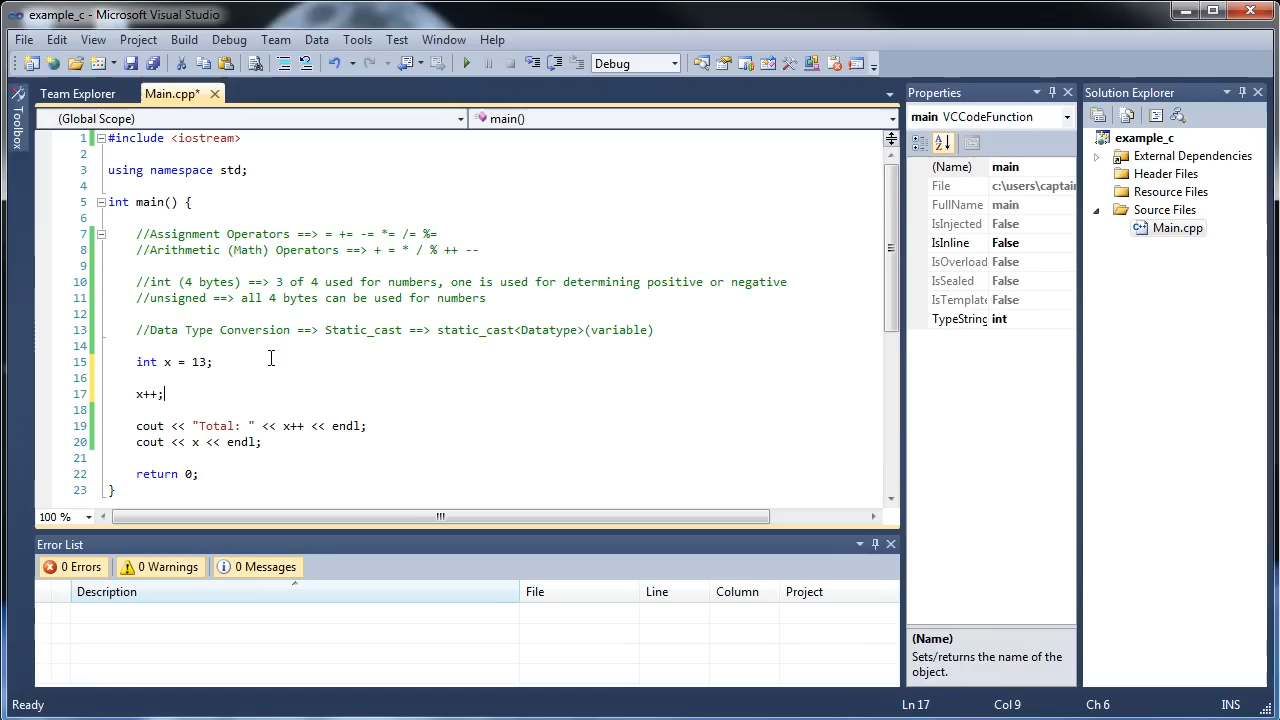 example_c - Microsoft Visual Studio
File Edit View Project Build Debug Team Data Tools Test Window Help
Debug
Toolbox
Team Explorer Main.cpp*
(Global Scope) main()
1 #include <iostream>
2
3 using namespace std;
4
5 int main() {
6
7 //Assignment Operators ==> = += -= *= /= %=
8 //Arithmetic (Math) Operators ==> + = * / % ++ --
9
10 //int (4 bytes) ==> 3 of 4 used for numbers, one is used for determining positive or negative
11 //unsigned ==> all 4 bytes can be used for numbers
12
13 //Data Type Conversion ==> Static_cast ==> static_cast<Datatype>(variable)
14
15 int x = 13;
16
17 x++;
18
19 cout << "Total: " << x++ << endl;
20 cout << x << endl;
21
22 return 0;
23 }
100 %
Error List
0 Errors 0 Warnings 0 Messages
Description File Line Column Project
Properties
main VCCodeFunction
(Name) main
File c:\users\captain
FullName main
IsInjected False
IsInline False
IsOverload False
IsSealed False
IsTemplate False
TypeString int
(Name)
Sets/returns the name of the
object.
Solution Explorer
example_c
External Dependencies
Header Files
Resource Files
Source Files
Main.cpp
Ready Ln 17 Col 9 Ch 6 INS